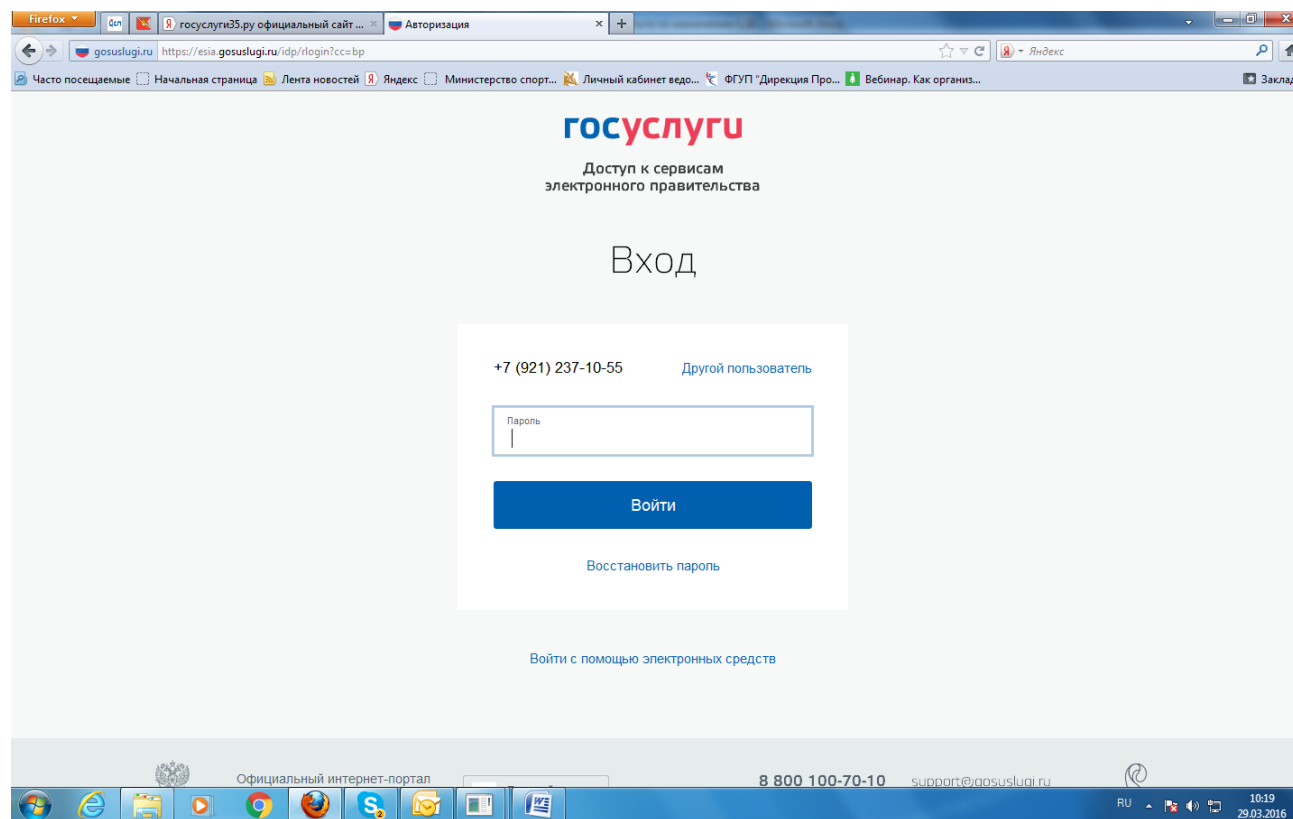 Firefox
госуслуги35.ру официальный сайт ...
Авторизация
gosuslugi.ru https://esia.gosuslugi.ru/idp/rlogin?cc=bp
Яндекс
Часто посещаемые Начальная страница Лента новостей Яндекс Министерство спорт... Личный кабинет ведо... ФГУП "Дирекция Про... Вебинар. Как организ... Заклад
госуслуги
Доступ к сервисам
электронного правительства
Вход
+7 (921) 237-10-55 Другой пользователь
Пароль
Войти
Восстановить пароль
Войти с помощью электронных средств
Официальный интернет-портал 8 800 100-70-10 support@gosuslugi.ru
RU 10:19
29.03.2016